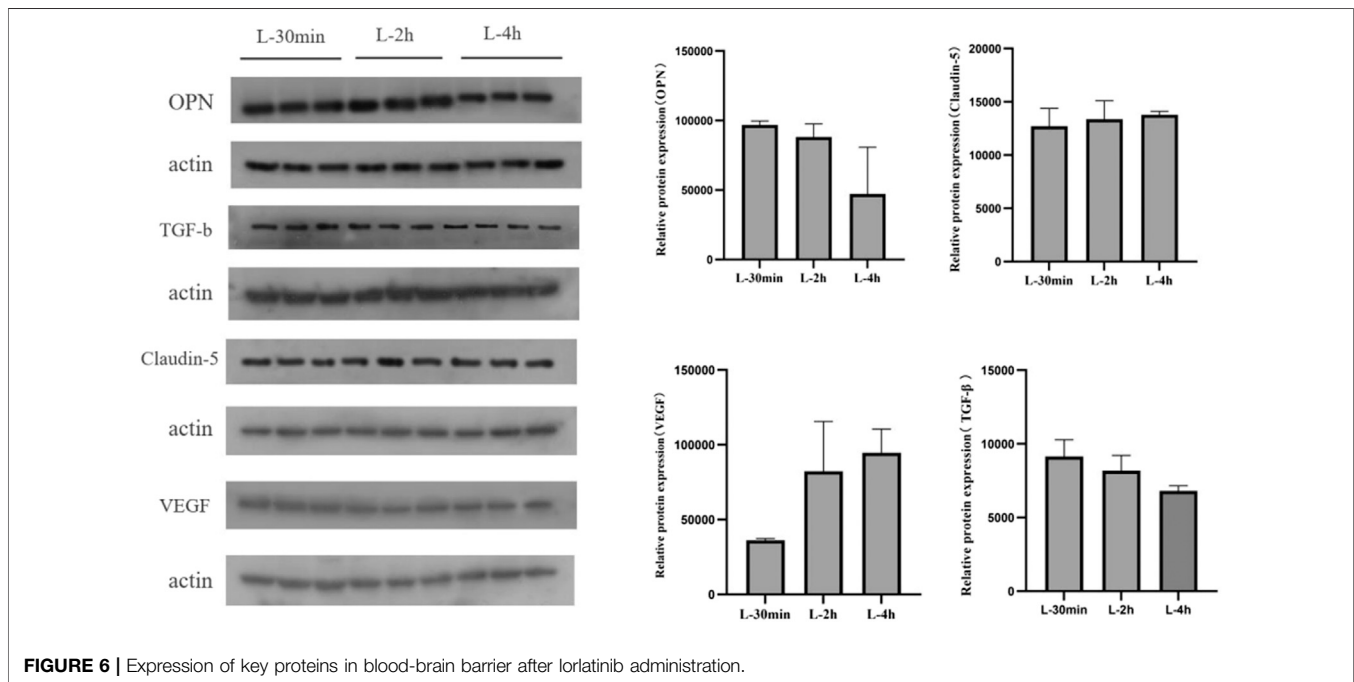 L-30min L-2h L-4h
OPN
actin
TGF-b
actin
Claudin-5
actin
VEGF
actin
Relative protein expression(OPN)
150000
100000
50000
0
L-30min L-2h L-4h
Relative protein expression(Claudin-5)
20000
15000
10000
5000
0
L-30min L-2h L-4h
Relative protein expression(VEGF)
150000
100000
50000
0
L-30min L-2h L-4h
Relative protein expression( TGF-β )
15000
10000
5000
0
L-30min L-2h L-4h
FIGURE 6 | Expression of key proteins in blood-brain barrier after lorlatinib administration.